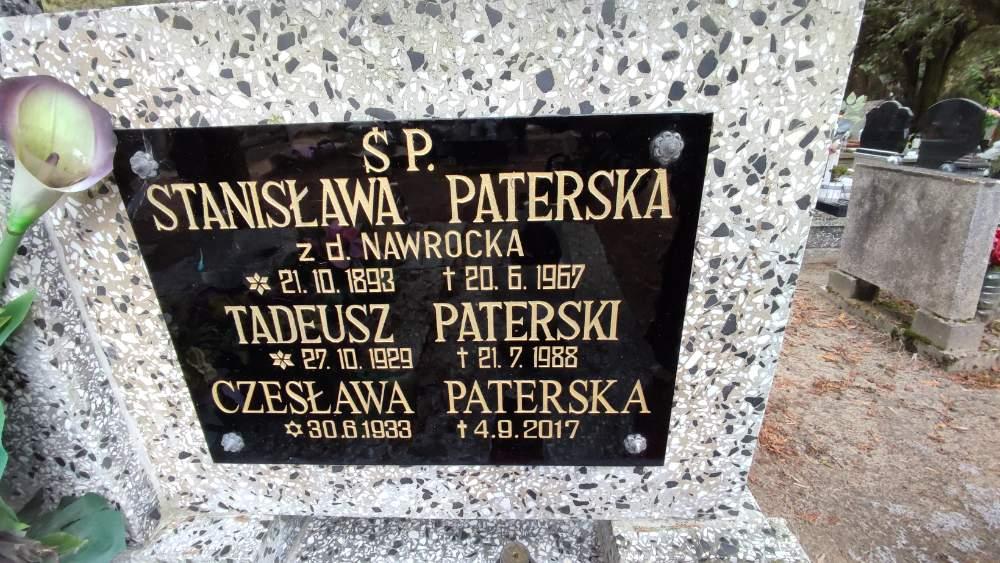 Ś P.
STANISŁAWA PATERSKA
z d. NAWROCKA
✶ 21. 10. 1893 † 20. 6. 1967
TADEUSZ PATERSKI
✶ 27. 10. 1929 † 21. 7. 1988
CZESŁAWA PATERSKA
✡ 30.6.1933 † 4.9.2017